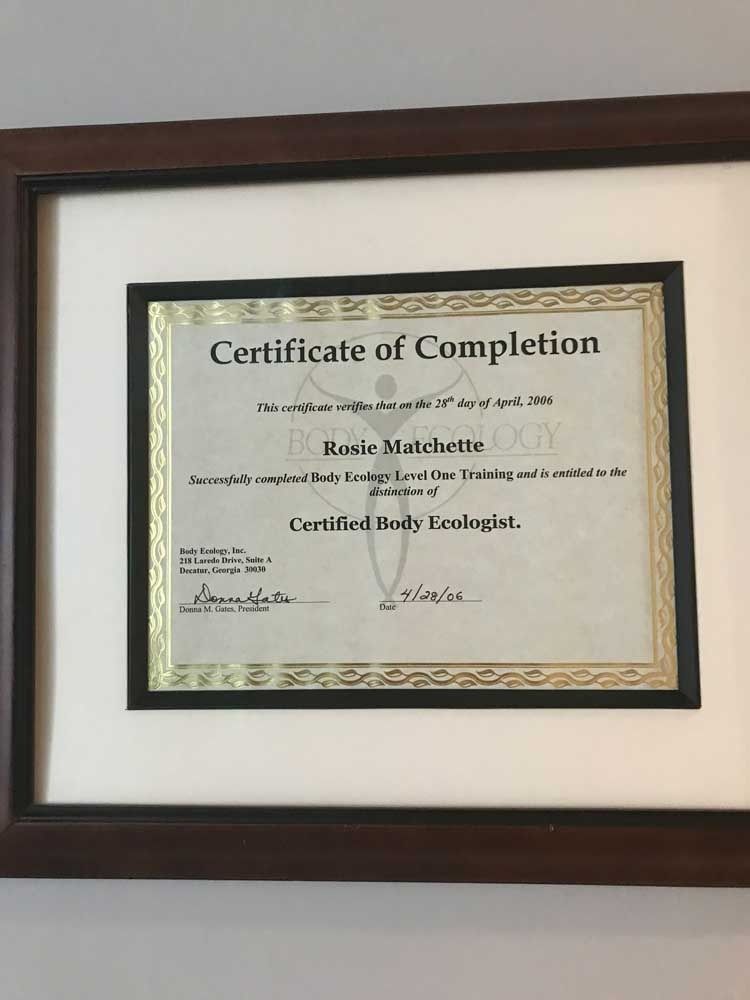 Certificate of Completion
This certificate verifies that on the 28th day of April, 2006
BODY ECOLOGY
Rosie Matchette
Successfully completed Body Ecology Level One Training and is entitled to the
distinction of
Certified Body Ecologist.
Body Ecology, Inc.
218 Laredo Drive, Suite A
Decatur, Georgia 30030
Donna Gates 4/28/06
Donna M. Gates, President Date